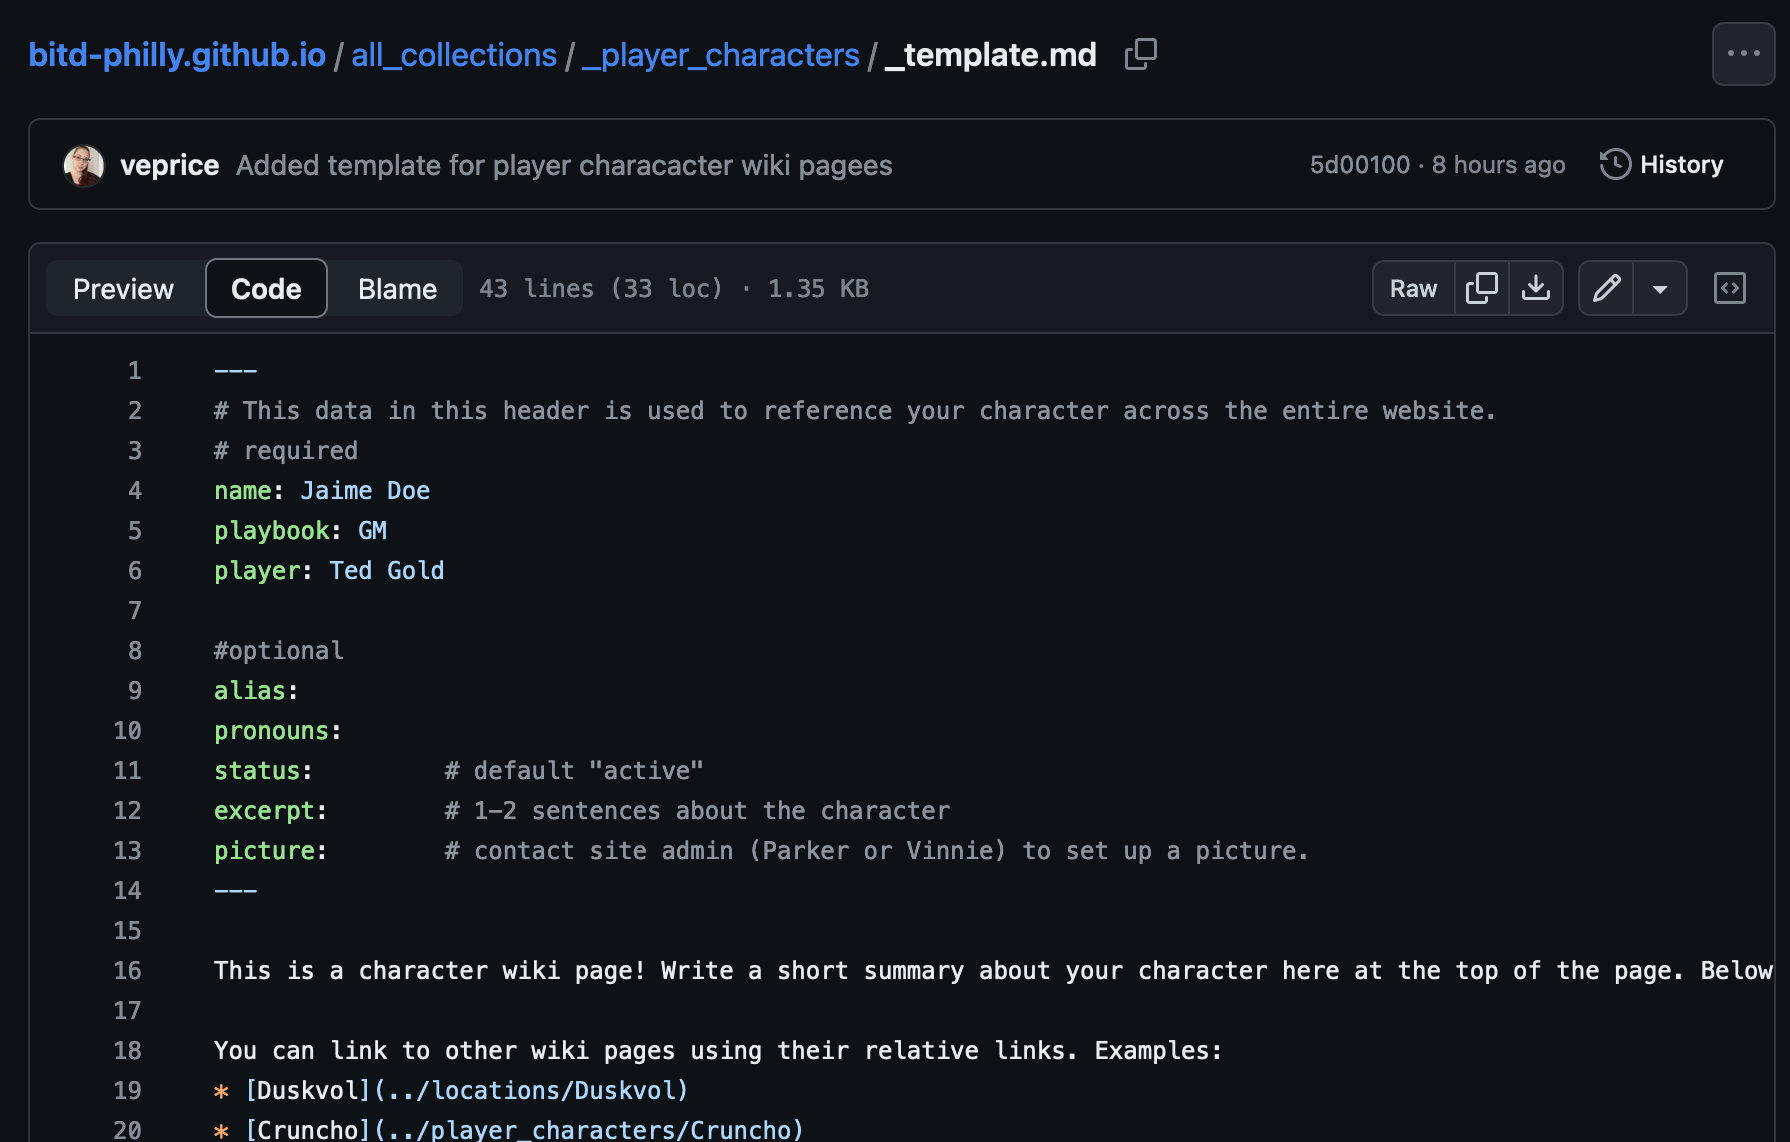 bitd-philly.github.io / all_collections / _player_characters / _template.md
veprice Added template for player characacter wiki pagees 5d00100 · 8 hours ago History
Preview Code Blame 43 lines (33 loc) · 1.35 KB Raw
1 ---
2 # This data in this header is used to reference your character across the entire website.
3 # required
4 name: Jaime Doe
5 playbook: GM
6 player: Ted Gold
7
8 #optional
9 alias:
10 pronouns:
11 status: # default "active"
12 excerpt: # 1-2 sentences about the character
13 picture: # contact site admin (Parker or Vinnie) to set up a picture.
14 ---
15
16 This is a character wiki page! Write a short summary about your character here at the top of the page. Below
17
18 You can link to other wiki pages using their relative links. Examples:
19 * [Duskvol](../locations/Duskvol)
20 * [Cruncho](../player_characters/Cruncho)